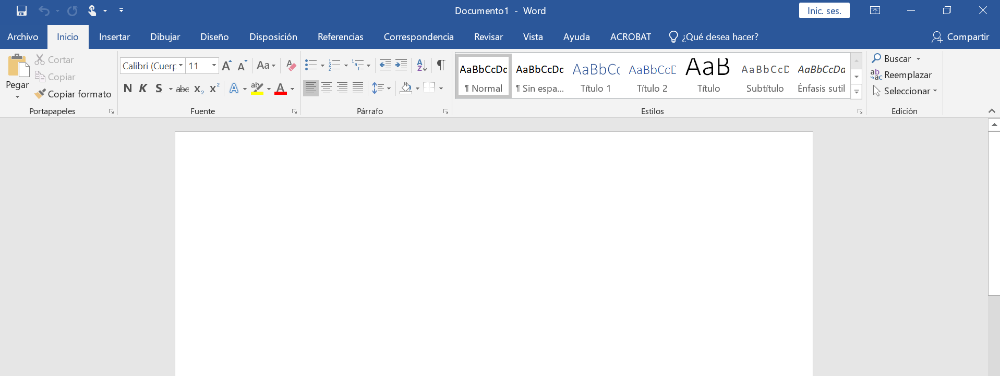 Documento1 - Word
Inic. ses.
Archivo Inicio Insertar Dibujar Diseño Disposición Referencias Correspondencia Revisar Vista Ayuda ACROBAT ¿Qué desea hacer? Compartir
Pegar
Cortar
Copiar
Copiar formato
Portapapeles
Calibri (Cuerp 11 Aa
N K S abc X₂ X² A ab A
Fuente
Párrafo
AaBbCcDc AaBbCcDc AaBbCc AaBbCcD AaB AaBbCcD AaBbCcDa
¶ Normal ¶ Sin espa... Título 1 Título 2 Título Subtítulo Énfasis sutil
Estilos
Buscar
Reemplazar
Seleccionar
Edición